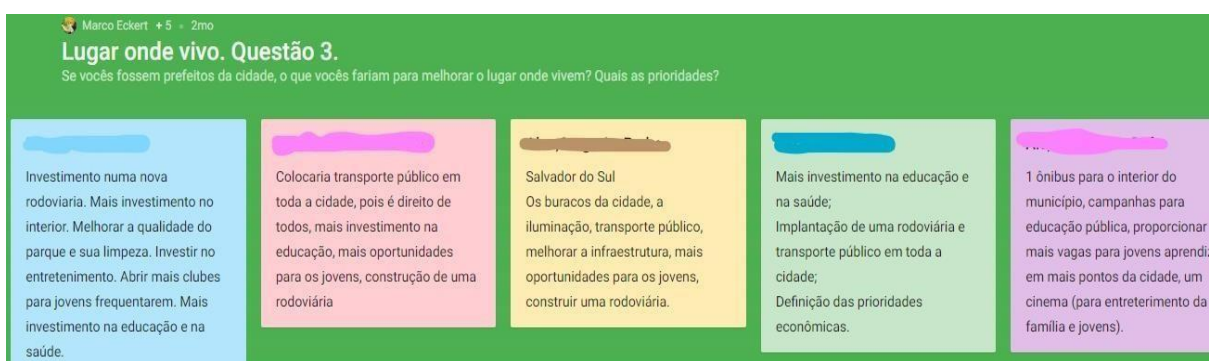 Marco Eckert + 5 • 2mo
Lugar onde vivo. Questão 3.
Se vocês fossem prefeitos da cidade, o que vocês fariam para melhorar o lugar onde vivem? Quais as prioridades?
Investimento numa nova
rodoviaria. Mais investimento no
interior. Melhorar a qualidade do
parque e sua limpeza. Investir no
entretenimento. Abrir mais clubes
para jovens frequentarem. Mais
investimento na educação e na
saúde.
Colocaria transporte público em
toda a cidade, pois é direito de
todos, mais investimento na
educação, mais oportunidades
para os jovens, construção de uma
rodoviária
Salvador do Sul
Os buracos da cidade, a
iluminação, transporte público,
melhorar a infraestrutura, mais
oportunidades para os jovens,
construir uma rodoviária.
Mais investimento na educação e
na saúde;
Implantação de uma rodoviária e
transporte público em toda a
cidade;
Definição das prioridades
econômicas.
1 ônibus para o interior do
município, campanhas para
educação pública, proporcionar
mais vagas para jovens aprendiz
em mais pontos da cidade, um
cinema (para entreterimento da
família e jovens).